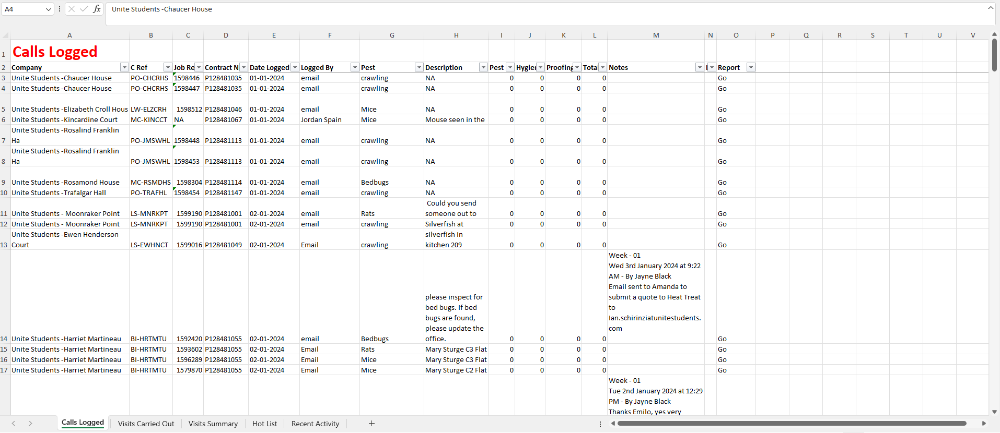 A4 fx Unite Students -Chaucer House
A B C D E F G H I J K L M N O P Q R S T U V
1 Calls Logged
2 Company C Ref Job Re Contract N Date Logged Logged By Pest Description Pest Hygie Proofing Total Notes Report
3 Unite Students -Chaucer House PO-CHCRHS 1598446 P128481035 01-01-2024 email crawling NA 0 0 0 0 Go
4 Unite Students -Chaucer House PO-CHCRHS 1598447 P128481035 01-01-2024 email crawling NA 0 0 0 0 Go
5 Unite Students -Elizabeth Croll Hous LW-ELZCRH 1598512 P128481046 01-01-2024 email Mice NA 0 0 0 0 Go
6 Unite Students -Kincardine Court MC-KINCCT NA P128481067 01-01-2024 Jordan Spain Mice Mouse seen in the 0 0 0 0 Go
Unite Students -Rosalind Franklin
7 Ha PO-JMSWHL 1598448 P128481113 01-01-2024 email crawling NA 0 0 0 0 Go
Unite Students -Rosalind Franklin
8 Ha PO-JMSWHL 1598453 P128481113 01-01-2024 email crawling NA 0 0 0 0 Go
9 Unite Students -Rosamond House MC-RSMDHS 1598304 P128481114 01-01-2024 email Bedbugs NA 0 0 0 0 Go
10 Unite Students -Trafalgar Hall PO-TRAFHL 1598454 P128481147 01-01-2024 email crawling NA 0 0 0 0 Go
Could you send
11 Unite Students - Moonraker Point LS-MNRKPT 1599190 P128481001 02-01-2024 email Rats someone out to 0 0 0 0 Go
12 Unite Students - Moonraker Point LS-MNRKPT 1599190 P128481001 02-01-2024 email crawling Silverfish at 0 0 0 0 Go
Unite Students -Ewen Henderson silverfish in
13 Court LS-EWHNCT 1599016 P128481049 02-01-2024 Email crawling kitchen 209 0 0 0 0 Go
Week - 01
Wed 3rd January 2024 at 9:22
AM - By Jayne Black
Email sent to Amanda to
please inspect for submit a quote to Heat Treat
bed bugs. if bed to
bugs are found, Ian.schirinziatunitestudents.
please update the com
14 Unite Students -Harriet Martineau BI-HRTMTU 1592420 P128481055 02-01-2024 email Bedbugs office. 0 0 0 0 Go
15 Unite Students -Harriet Martineau BI-HRTMTU 1593602 P128481055 02-01-2024 Email Rats Mary Sturge C3 Flat 0 0 0 0 Go
16 Unite Students -Harriet Martineau BI-HRTMTU 1596289 P128481055 02-01-2024 Email Mice Mary Sturge C3 Flat 0 0 0 0 Go
17 Unite Students -Harriet Martineau BI-HRTMTU 1579870 P128481055 02-01-2024 Email Mice Mary Sturge C2 Flat 0 0 0 0 Go
Week - 01
Tue 2nd January 2024 at 12:29
PM - By Jayne Black
Thanks Emilo, yes very
Calls Logged Visits Carried Out Visits Summary Hot List Recent Activity